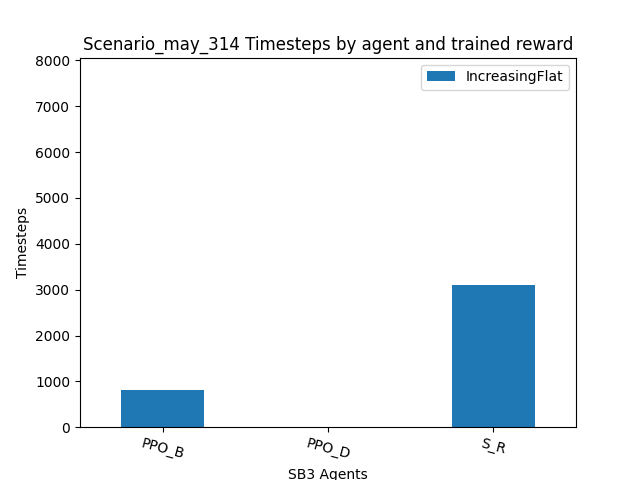 Scenario_may_314 Timesteps by agent and trained reward
IncreasingFlat
8000
7000
6000
5000
4000
3000
2000
1000
0
Timesteps
PPO_B
PPO_D
S_R
SB3 Agents